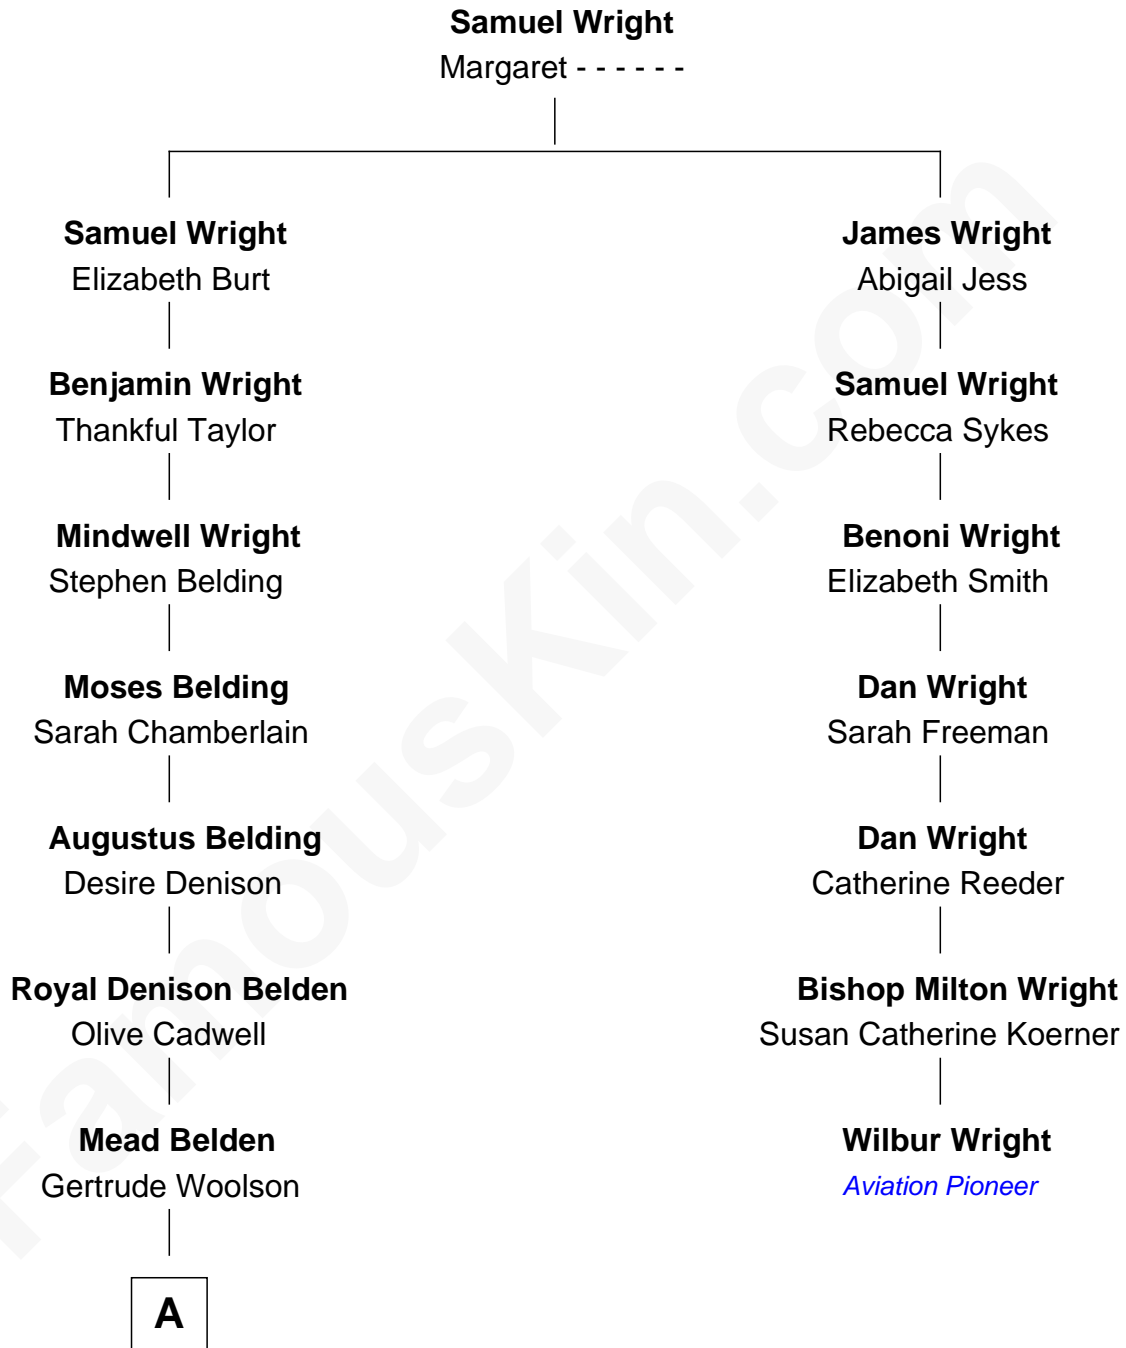 Samuel Wright
Margaret - - - - - -
Samuel Wright
Elizabeth Burt
James Wright
Abigail Jess
Benjamin Wright
Thankful Taylor
Samuel Wright
Rebecca Sykes
Mindwell Wright
Stephen Belding
Benoni Wright
Elizabeth Smith
Moses Belding
Sarah Chamberlain
Dan Wright
Sarah Freeman
Augustus Belding
Desire Denison
Dan Wright
Catherine Reeder
Royal Denison Belden
Olive Cadwell
Bishop Milton Wright
Susan Catherine Koerner
Mead Belden
Gertrude Woolson
Wilbur Wright
Aviation Pioneer
A
FamousKin.com